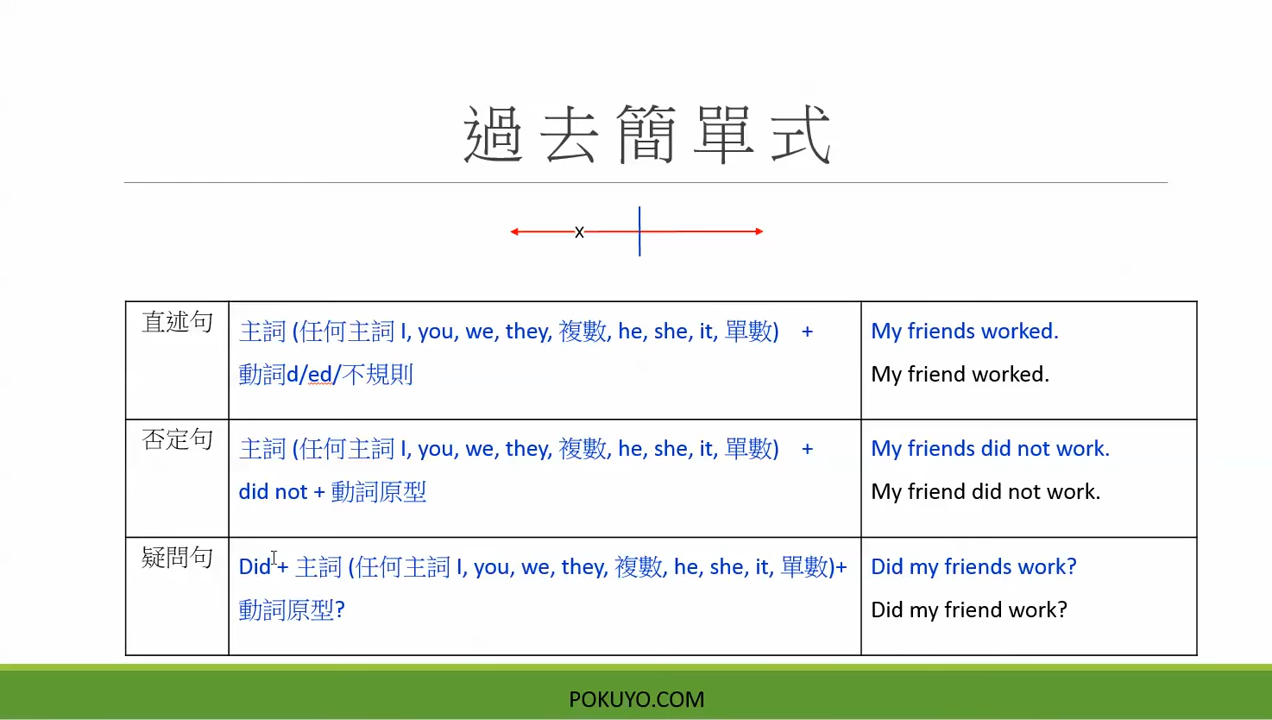 過去簡單式
x
直述句
主詞 (任何主詞 I, you, we, they, 複數, he, she, it, 單數) +
動詞d/ed/不規則
My friends worked.
My friend worked.
否定句
主詞 (任何主詞 I, you, we, they, 複數, he, she, it, 單數) +
did not + 動詞原型
My friends did not work.
My friend did not work.
疑問句
Did + 主詞 (任何主詞 I, you, we, they, 複數, he, she, it, 單數)+
動詞原型?
Did my friends work?
Did my friend work?
POKUYO.COM